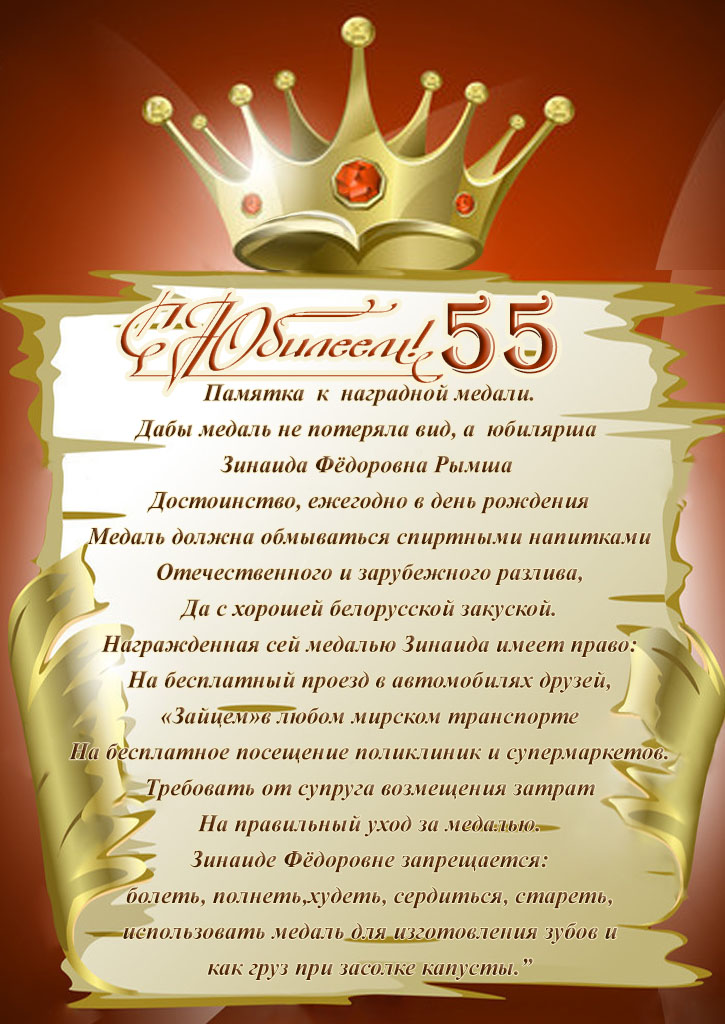 С Юбилеем! 55
Памятка к наградной медали.
Дабы медаль не потеряла вид, а юбилярша
Зинаида Фёдоровна Рымша
Достоинство, ежегодно в день рождения
Медаль должна обмываться спиртными напитками
Отечественного и зарубежного разлива,
Да с хорошей белорусской закуской.
Награжденная сей медалью Зинаида имеет право:
На бесплатный проезд в автомобилях друзей,
«Зайцем»в любом мирском транспорте
На бесплатное посещение поликлиник и супермаркетов.
Требовать от супруга возмещения затрат
На правильный уход за медалью.
Зинаиде Фёдоровне запрещается:
болеть, полнеть,худеть, сердиться, стареть,
использовать медаль для изготовления зубов и
как груз при засолке капусты.”